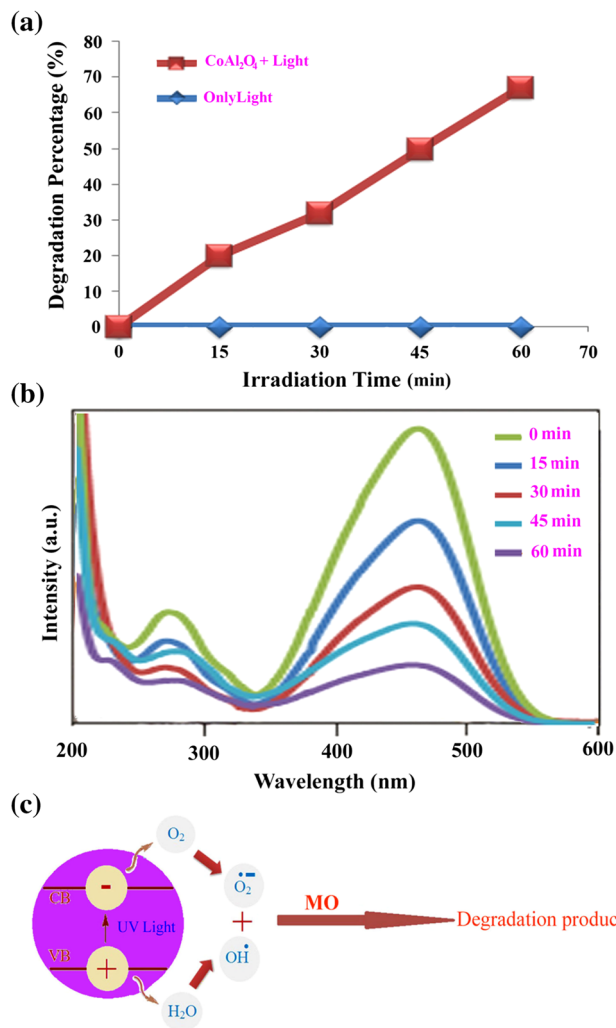 (a)
80
70
60
50
40
30
20
10
0
Degradation Percentage (%)
CoAl₂O₄ + Light
OnlyLight
0 15 30 45 60 70
Irradiation Time (min)
(b)
Intensity (a.u.)
0 min
15 min
30 min
45 min
60 min
200 300 400 500 600
Wavelength (nm)
(c)
O₂
CB
-
UV Light
VB
+
H₂O
O₂•-
+
OH•
MO
Degradation produc